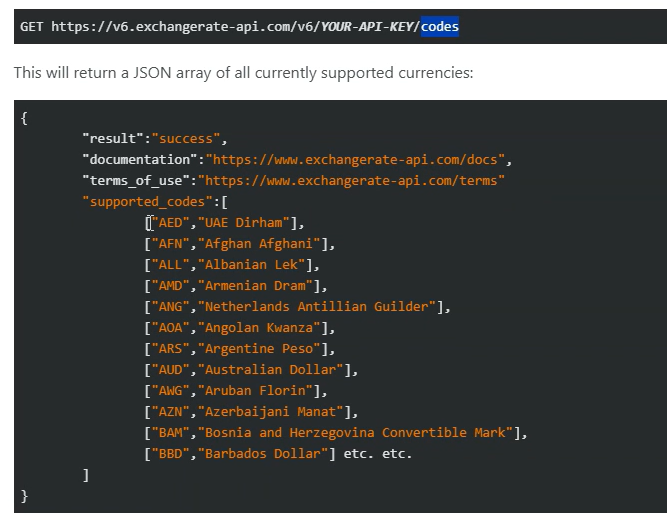 GET https://v6.exchangerate-api.com/v6/YOUR-API-KEY/codes
This will return a JSON array of all currently supported currencies:
{
"result":"success",
"documentation":"https://www.exchangerate-api.com/docs",
"terms_of_use":"https://www.exchangerate-api.com/terms"
"supported_codes":[
["AED","UAE Dirham"],
["AFN","Afghan Afghani"],
["ALL","Albanian Lek"],
["AMD","Armenian Dram"],
["ANG","Netherlands Antillian Guilder"],
["AOA","Angolan Kwanza"],
["ARS","Argentine Peso"],
["AUD","Australian Dollar"],
["AWG","Aruban Florin"],
["AZN","Azerbaijani Manat"],
["BAM","Bosnia and Herzegovina Convertible Mark"],
["BBD","Barbados Dollar"] etc. etc.
]
}